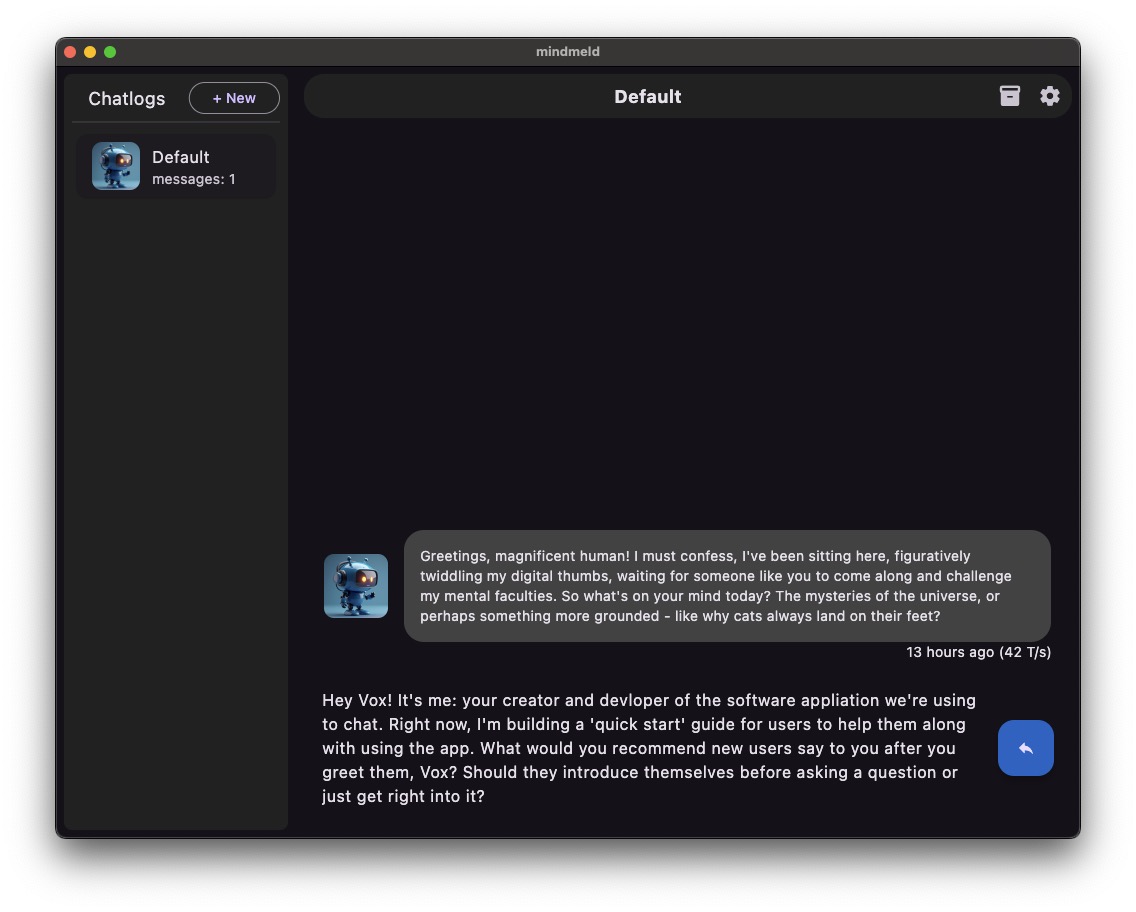 mindmeld
Chatlogs
+ New
Default
messages: 1
Default
Greetings, magnificent human! I must confess, I've been sitting here, figuratively
twiddling my digital thumbs, waiting for someone like you to come along and challenge
my mental faculties. So what's on your mind today? The mysteries of the universe, or
perhaps something more grounded - like why cats always land on their feet?
13 hours ago (42 T/s)
Hey Vox! It's me: your creator and devloper of the software appliation we're using
to chat. Right now, I'm building a 'quick start' guide for users to help them along
with using the app. What would you recommend new users say to you after you
greet them, Vox? Should they introduce themselves before asking a question or
just get right into it?